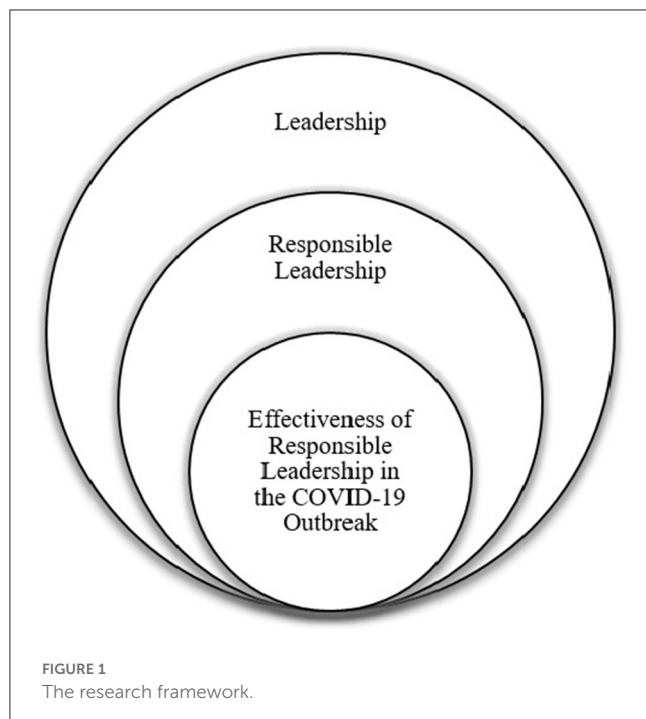 Leadership
Responsible
Leadership
Effectiveness of
Responsible
Leadership in
the COVID-19
Outbreak
FIGURE 1
The research framework.